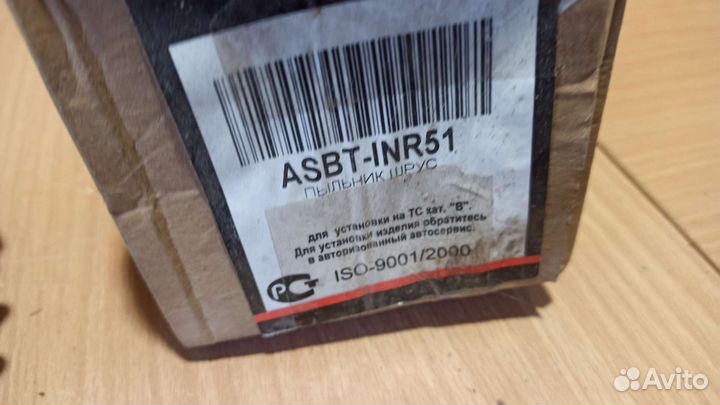 ASBT-INR51
ПЫЛЬНИК ШРУС
для установки на ТС кат. "В".
Для установки изделия обратитесь
в авторизованный автосервис.
РСТ
ISO-9001/2000
Avito